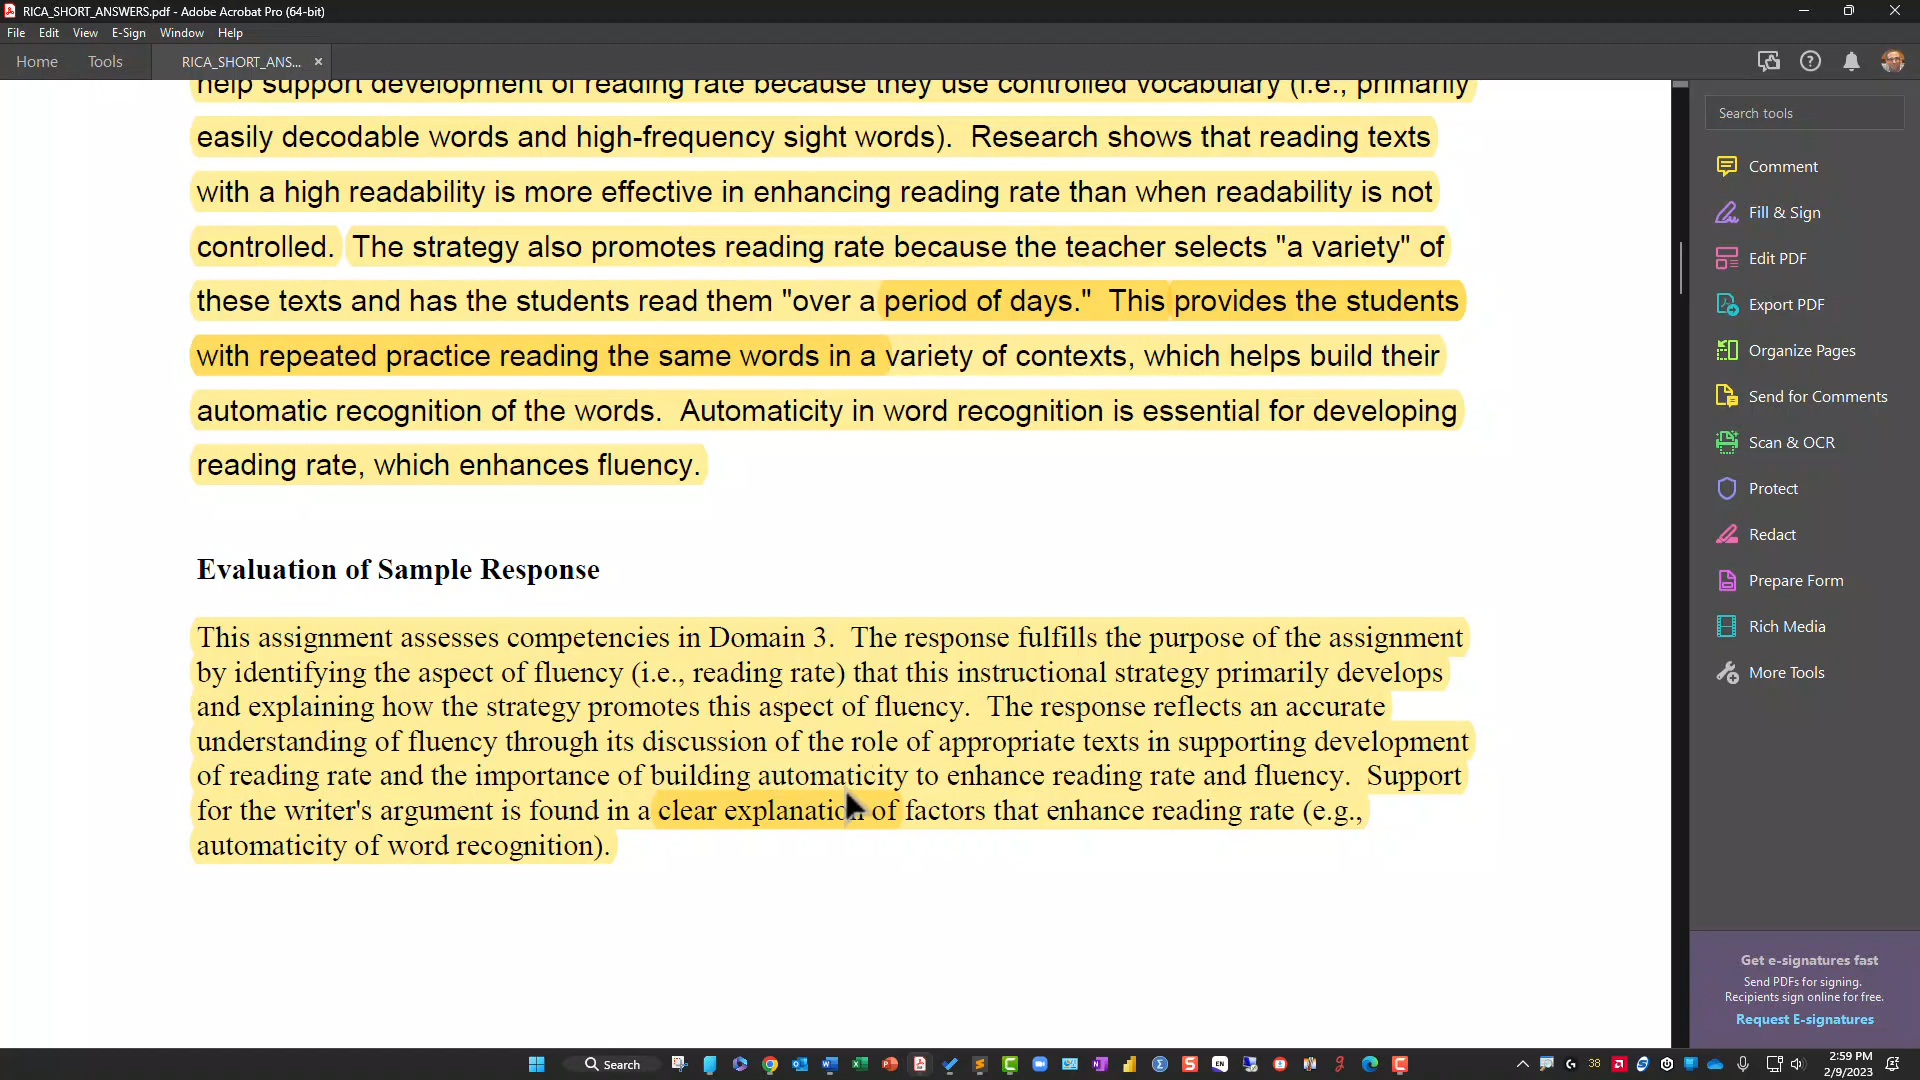 RICA_SHORT_ANSWERS.pdf - Adobe Acrobat Pro (64-bit)
File Edit View E-Sign Window Help
Home Tools RICA_SHORT_ANS... ×
help support development of reading rate because they use controlled vocabulary (i.e., primarily
easily decodable words and high-frequency sight words). Research shows that reading texts
with a high readability is more effective in enhancing reading rate than when readability is not
controlled. The strategy also promotes reading rate because the teacher selects "a variety" of
these texts and has the students read them "over a period of days." This provides the students
with repeated practice reading the same words in a variety of contexts, which helps build their
automatic recognition of the words. Automaticity in word recognition is essential for developing
reading rate, which enhances fluency.
Evaluation of Sample Response
This assignment assesses competencies in Domain 3. The response fulfills the purpose of the assignment
by identifying the aspect of fluency (i.e., reading rate) that this instructional strategy primarily develops
and explaining how the strategy promotes this aspect of fluency. The response reflects an accurate
understanding of fluency through its discussion of the role of appropriate texts in supporting development
of reading rate and the importance of building automaticity to enhance reading rate and fluency. Support
for the writer's argument is found in a clear explanation of factors that enhance reading rate (e.g.,
automaticity of word recognition).
Search tools
Comment
Fill & Sign
Edit PDF
Export PDF
Organize Pages
Send for Comments
Scan & OCR
Protect
Redact
Prepare Form
Rich Media
More Tools
Get e-signatures fast
Send PDFs for signing.
Recipients sign online for free.
Request E-signatures
Search
38
2:59 PM
2/9/2023